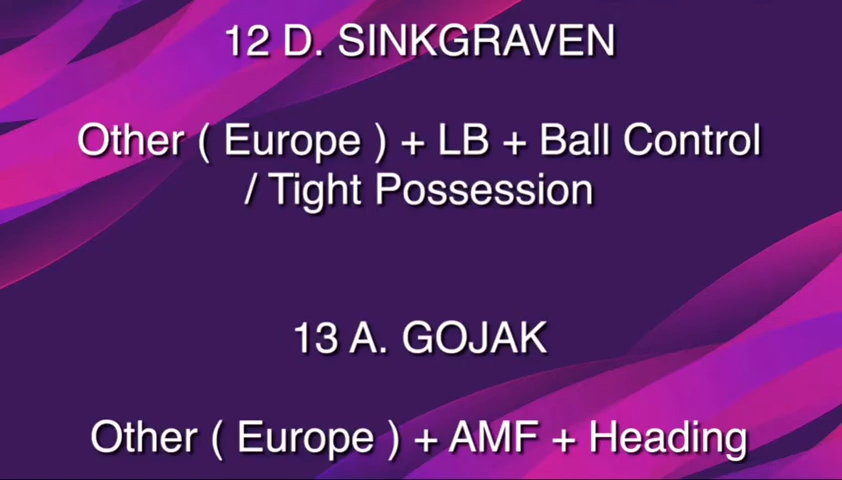 12 D. SINKGRAVEN
Other ( Europe ) + LB + Ball Control
/ Tight Possession
13 A. GOJAK
Other ( Europe ) + AMF + Heading